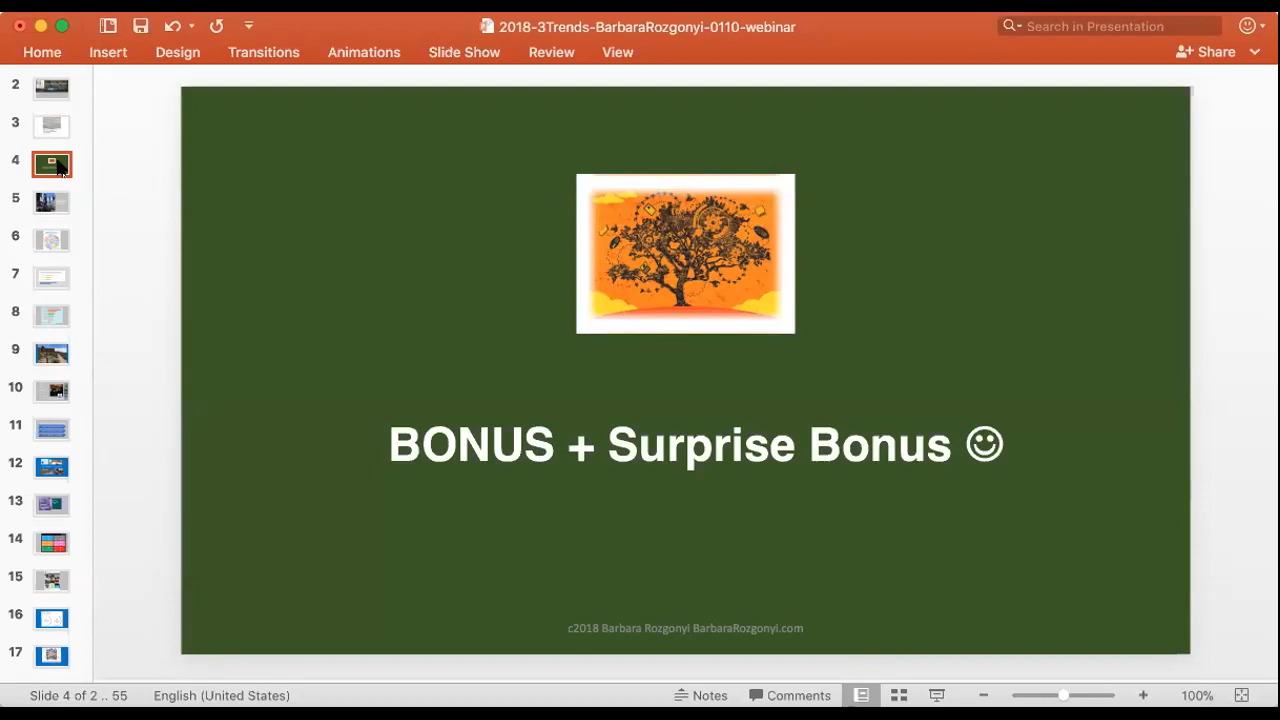 2018-3Trends-BarbaraRozgonyi-0110-webinar
Search in Presentation
Home Insert Design Transitions Animations Slide Show Review View
Share
2
3
4
5
6
7
8
9
10
11
12
13
14
15
16
17
BONUS + Surprise Bonus ☺
c2018 Barbara Rozgonyi BarbaraRozgonyi.com
Slide 4 of 2 .. 55 English (United States) Notes Comments 100%